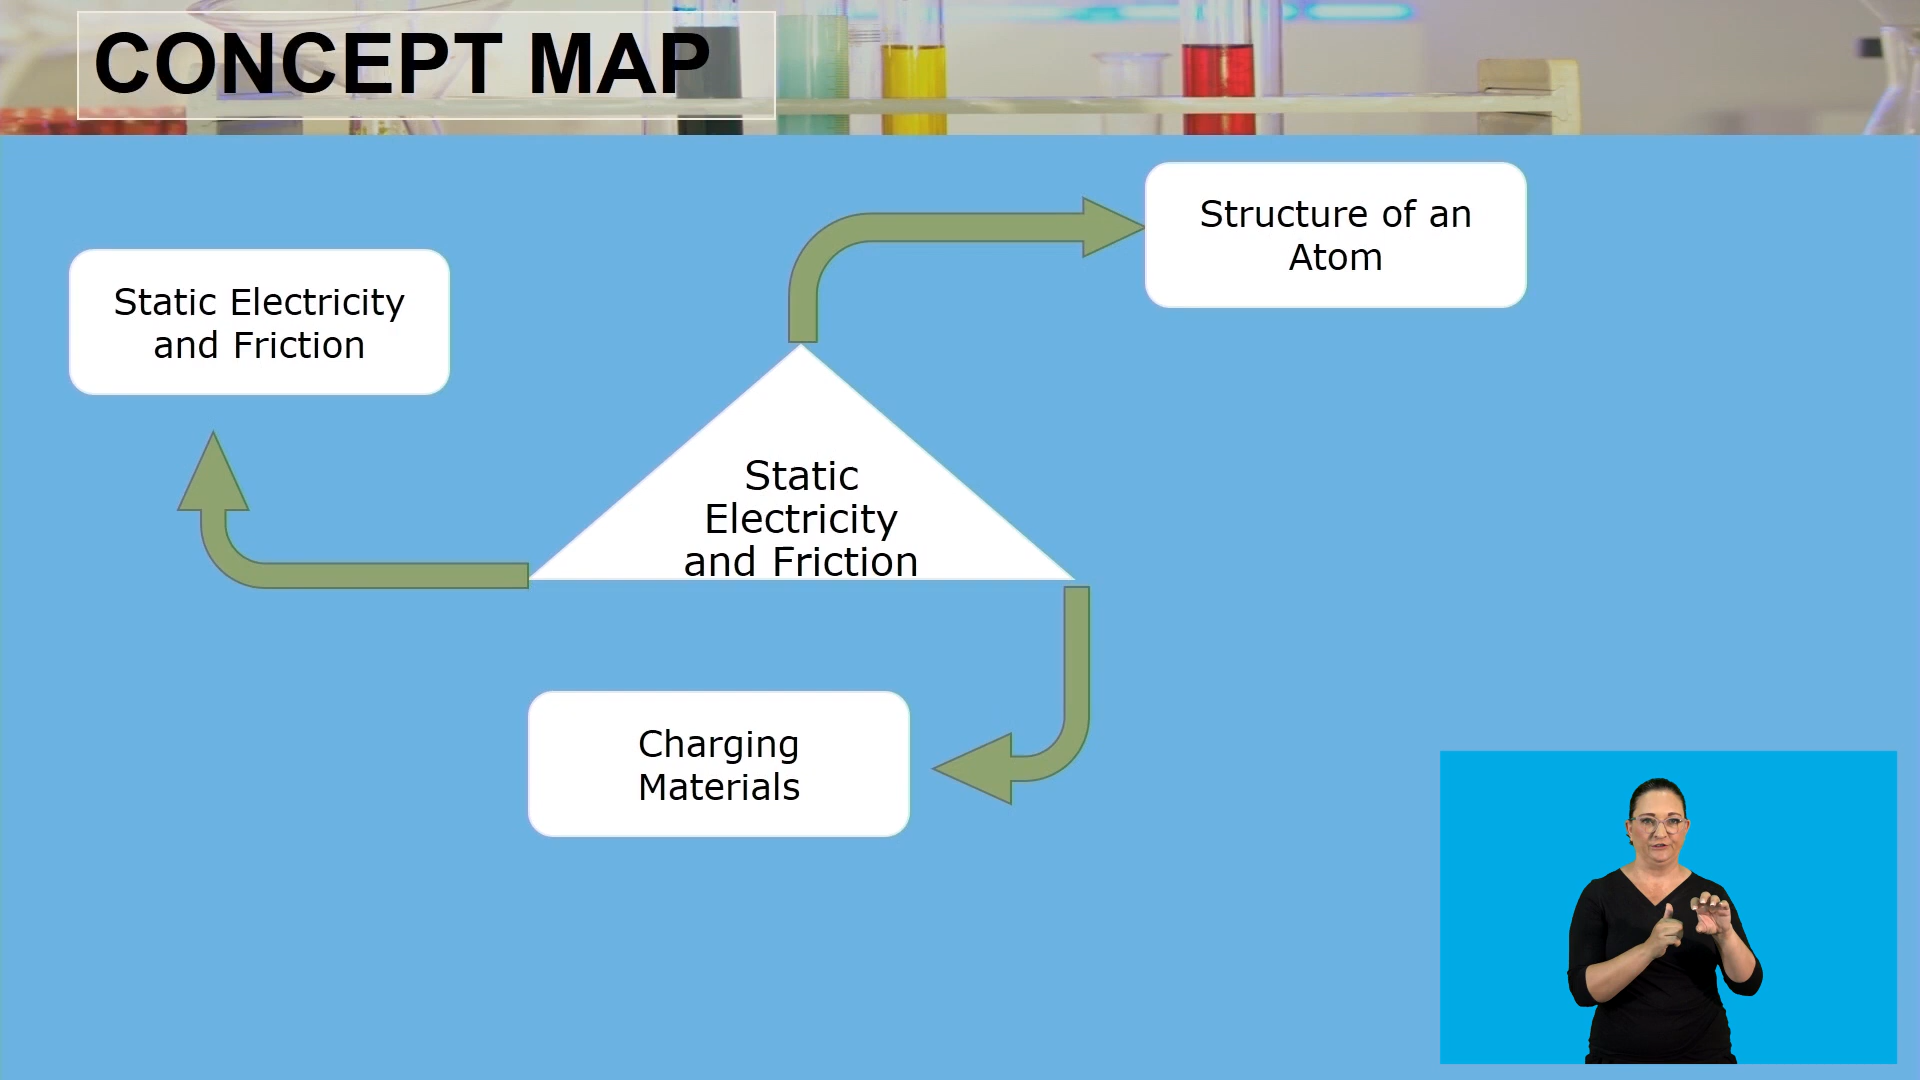 CONCEPT MAP
Structure of an
Atom
Static Electricity
and Friction
Static
Electricity
and Friction
Charging
Materials